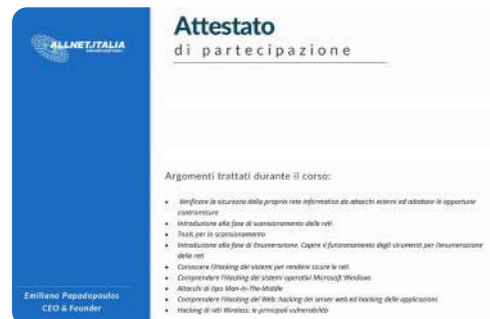 ALLNET.ITALIA
Attestato
di partecipazione
Argomenti trattati durante il corso:
• Verificare la sicurezza della propria rete informatica da attacchi esterni ed adottare le opportune
contromisure
• Introduzione alla fase di scansionamento delle reti
• Tools per lo scansionamento
• Introduzione alla fase di Enumerazione. Capire il funzionamento degli strumenti per l'enumerazione
delle reti
• Conoscere l'Hacking dei sistemi per rendere sicure le reti
• Comprendere l'Hacking dei sistemi operativi Microsoft Windows
• Attacchi di tipo Man-In-The-Middle
• Comprendere l'Hacking del Web: hacking dei server web ed hacking delle applicazioni
• Hacking di reti Wireless: le principali vulnerabilità
Emiliano Papadopoulos
CEO & Founder